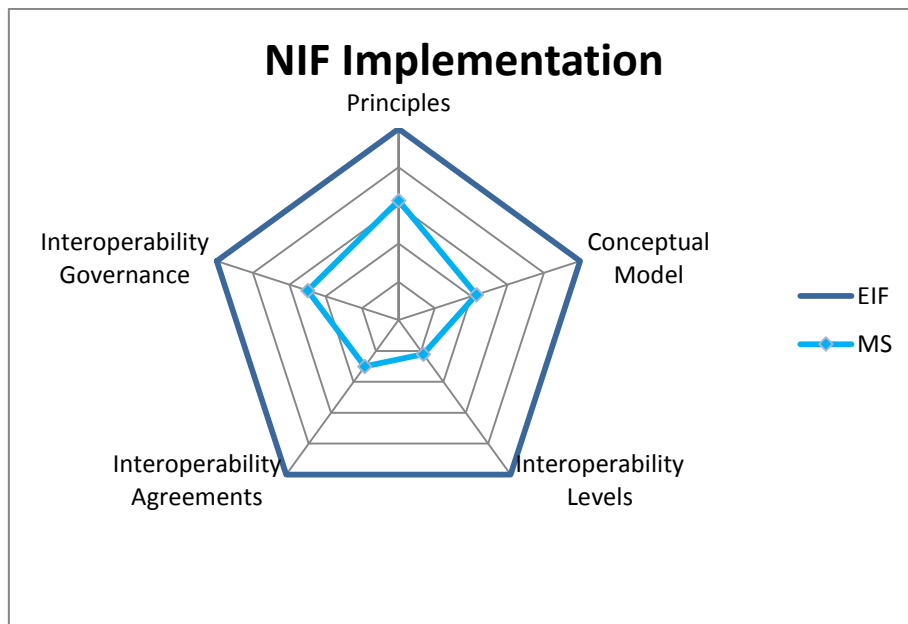 NIF Implementation
Principles
Interoperability
Governance
Conceptual
Model
EIF
MS
Interoperability
Agreements
Interoperability
Levels